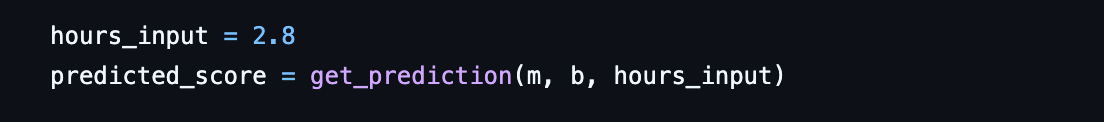 hours_input = 2.8
predicted_score = get_prediction(m, b, hours_input)